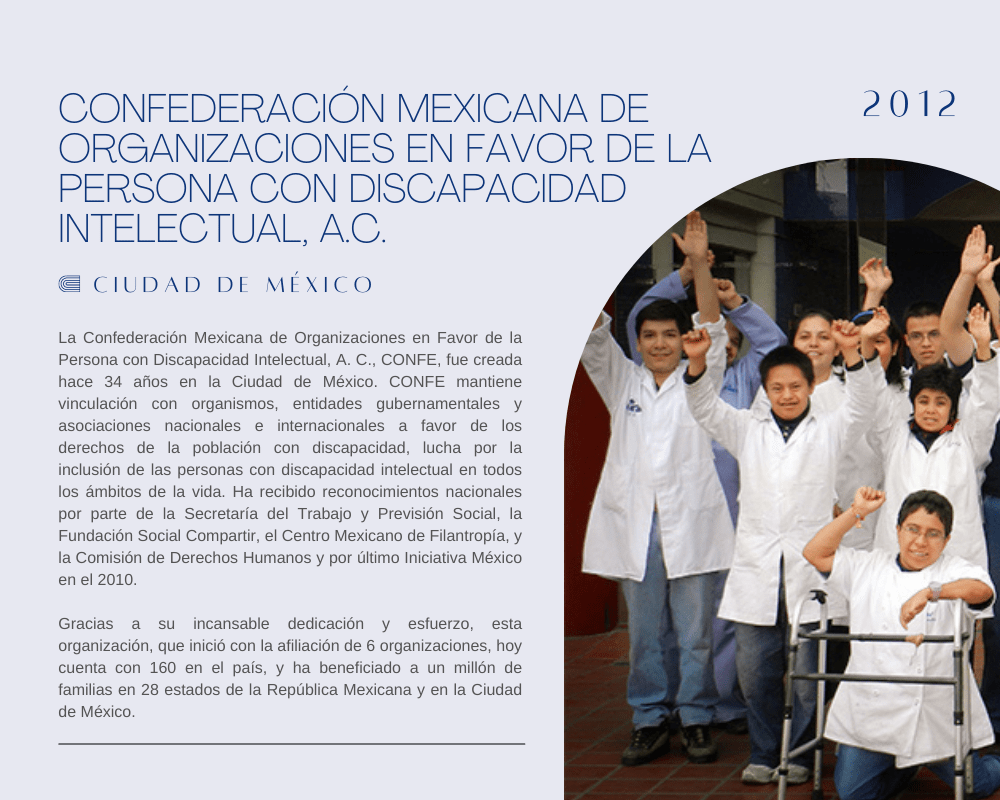 CONFEDERACIÓN MEXICANA DE
ORGANIZACIONES EN FAVOR DE LA
PERSONA CON DISCAPACIDAD
INTELECTUAL, A.C.
2012
CIUDAD DE MÉXICO
La Confederación Mexicana de Organizaciones en Favor de la
Persona con Discapacidad Intelectual, A. C., CONFE, fue creada
hace 34 años en la Ciudad de México. CONFE mantiene
vinculación con organismos, entidades gubernamentales y
asociaciones nacionales e internacionales a favor de los
derechos de la población con discapacidad, lucha por la
inclusión de las personas con discapacidad intelectual en todos
los ámbitos de la vida. Ha recibido reconocimientos nacionales
por parte de la Secretaría del Trabajo y Previsión Social, la
Fundación Social Compartir, el Centro Mexicano de Filantropía, y
la Comisión de Derechos Humanos y por último Iniciativa México
en el 2010.
Gracias a su incansable dedicación y esfuerzo, esta
organización, que inició con la afiliación de 6 organizaciones, hoy
cuenta con 160 en el país, y ha beneficiado a un millón de
familias en 28 estados de la República Mexicana y en la Ciudad
de México.